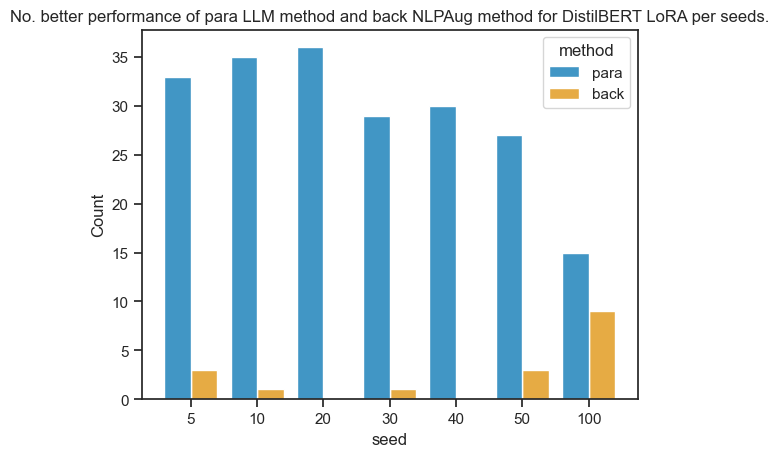 No. better performance of para LLM method and back NLPAug method for DistilBERT LoRA per seeds.
method
para
back
35
30
25
20
15
10
5
0
Count
5 10 20 30 40 50 100
seed